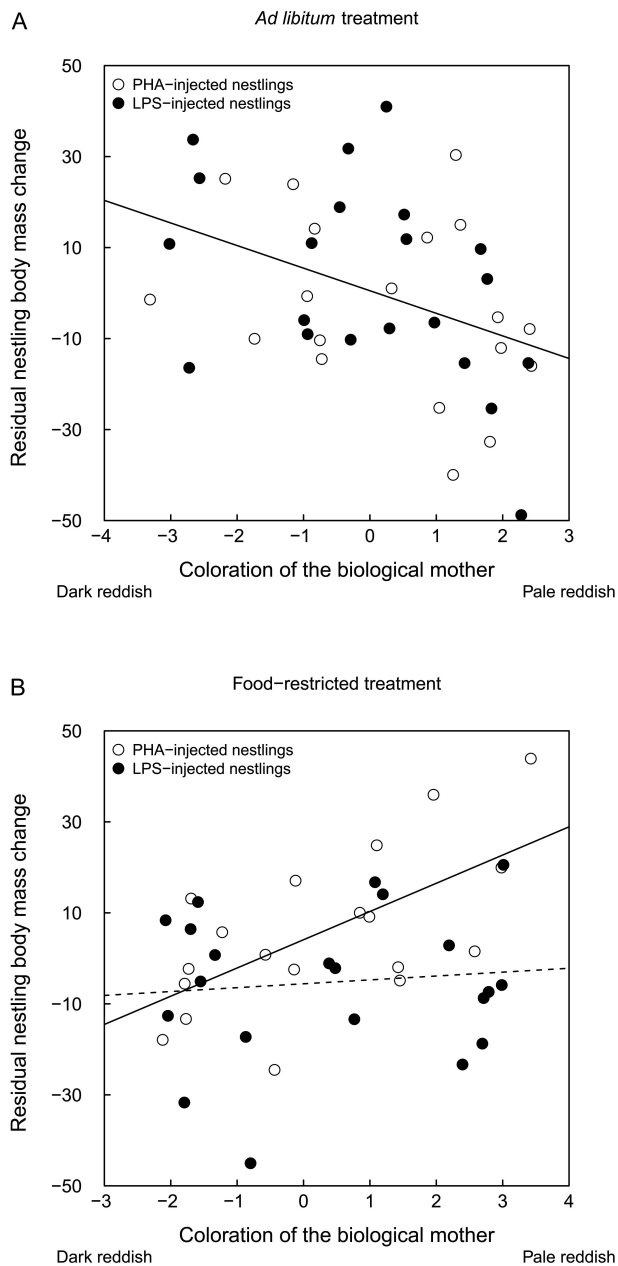 A
Ad libitum treatment
50
PHA−injected nestlings
LPS−injected nestlings
30
10
−10
−30
−50
Residual nestling body mass change
−4 −3 −2 −1 0 1 2 3
Coloration of the biological mother
Dark reddish Pale reddish
B
Food−restricted treatment
50
PHA−injected nestlings
LPS−injected nestlings
30
10
−10
−30
−50
Residual nestling body mass change
−3 −2 −1 0 1 2 3 4
Coloration of the biological mother
Dark reddish Pale reddish